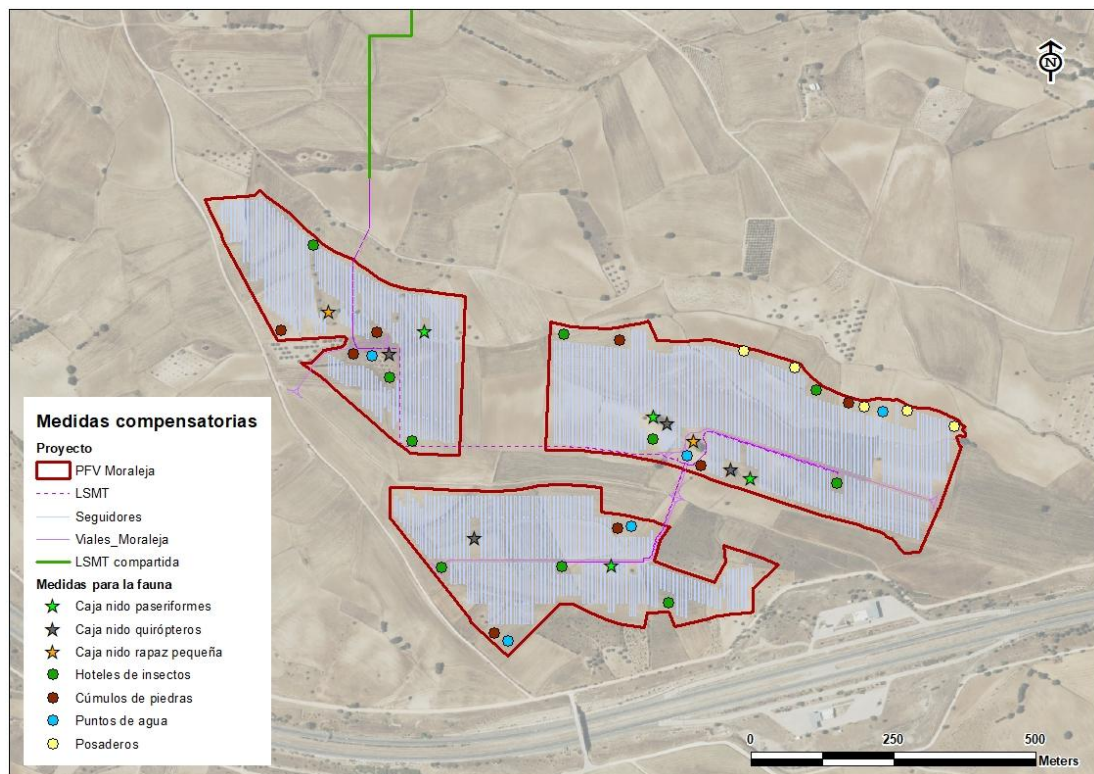 N
Medidas compensatorias
Proyecto
PFV Moraleja
LSMT
Seguidores
Viales_Moraleja
LSMT compartida
Medidas para la fauna
Caja nido paseriformes
Caja nido quirópteros
Caja nido rapaz pequeña
Hoteles de insectos
Cúmulos de piedras
Puntos de agua
Posaderos
0 250 500
Meters